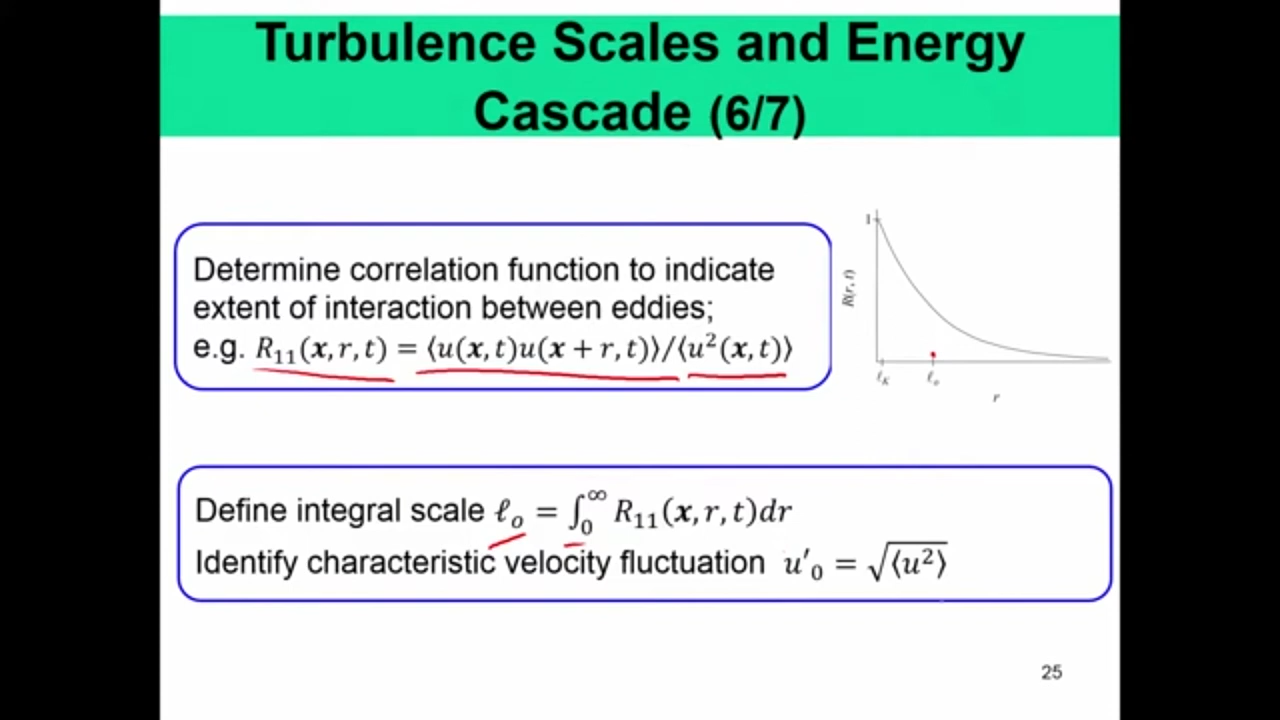 Turbulence Scales and Energy
Cascade (6/7)
Determine correlation function to indicate
extent of interaction between eddies;
e.g. R₁₁(x, r, t) = ⟨u(x, t)u(x + r, t)⟩/⟨u²(x, t)⟩
1
R(r, t)
ℓ_K ℓ_o
r
Define integral scale ℓ_o = ∫₀^∞ R₁₁(x, r, t)dr
Identify characteristic velocity fluctuation u′₀ = √⟨u²⟩
25